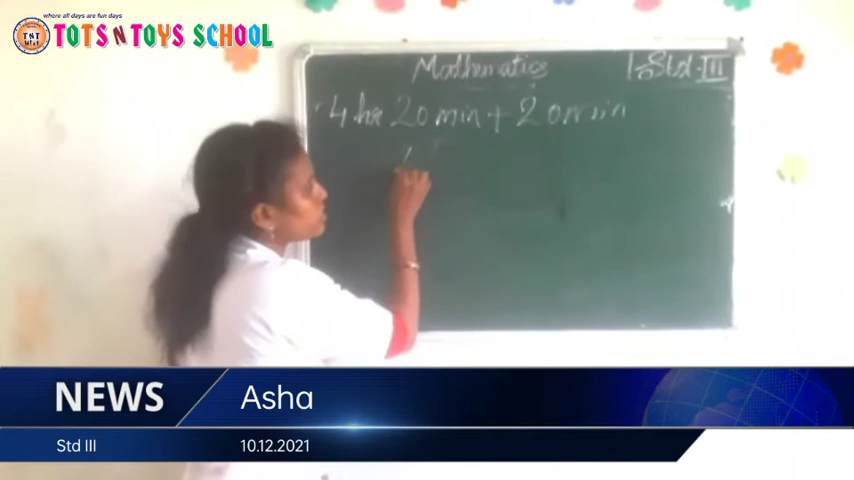 where all days are fun days
TNT
TOTS N TOYS SCHOOL
Mathematics
Std-III
4 hr 20 min + 20 min
NEWS Asha
Std III 10.12.2021